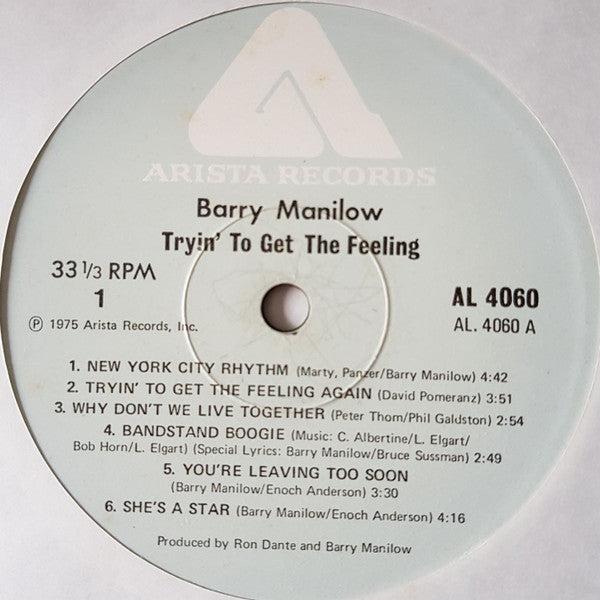 ARISTA RECORDS
Barry Manilow
Tryin' To Get The Feeling
33 1/3 RPM
1
AL 4060
AL. 4060 A
℗ 1975 Arista Records, Inc.
1. NEW YORK CITY RHYTHM (Marty, Panzer/Barry Manilow) 4:42
2. TRYIN' TO GET THE FEELING AGAIN (David Pomeranz) 3:51
3. WHY DON'T WE LIVE TOGETHER (Peter Thom/Phil Galdston) 2:54
4. BANDSTAND BOOGIE (Music: C. Albertine/L. Elgart/
Bob Horn/L. Elgart) (Special Lyrics: Barry Manilow/Bruce Sussman) 2:49
5. YOU'RE LEAVING TOO SOON
(Barry Manilow/Enoch Anderson) 3:30
6. SHE'S A STAR (Barry Manilow/Enoch Anderson) 4:16
Produced by Ron Dante and Barry Manilow